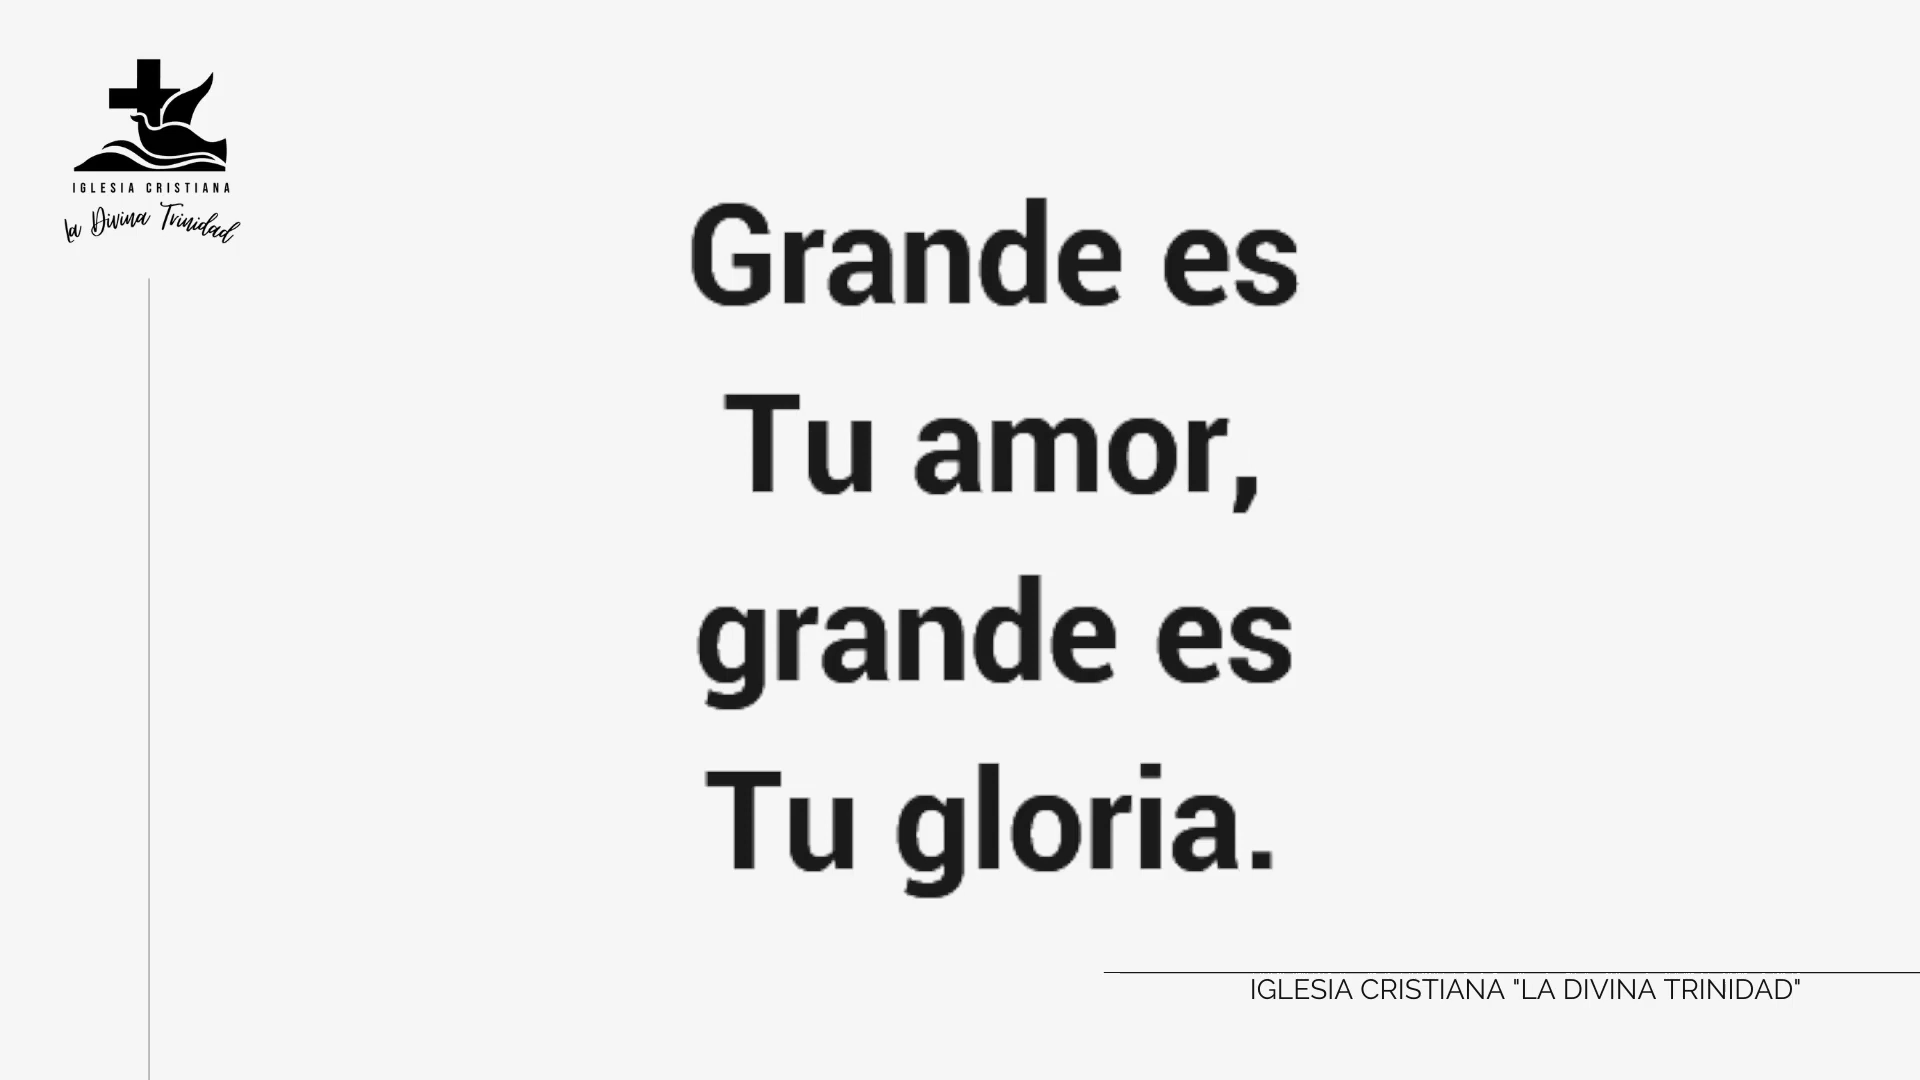 IGLESIA CRISTIANA
La Divina Trinidad
Grande es
Tu amor,
grande es
Tu gloria.
IGLESIA CRISTIANA "LA DIVINA TRINIDAD"